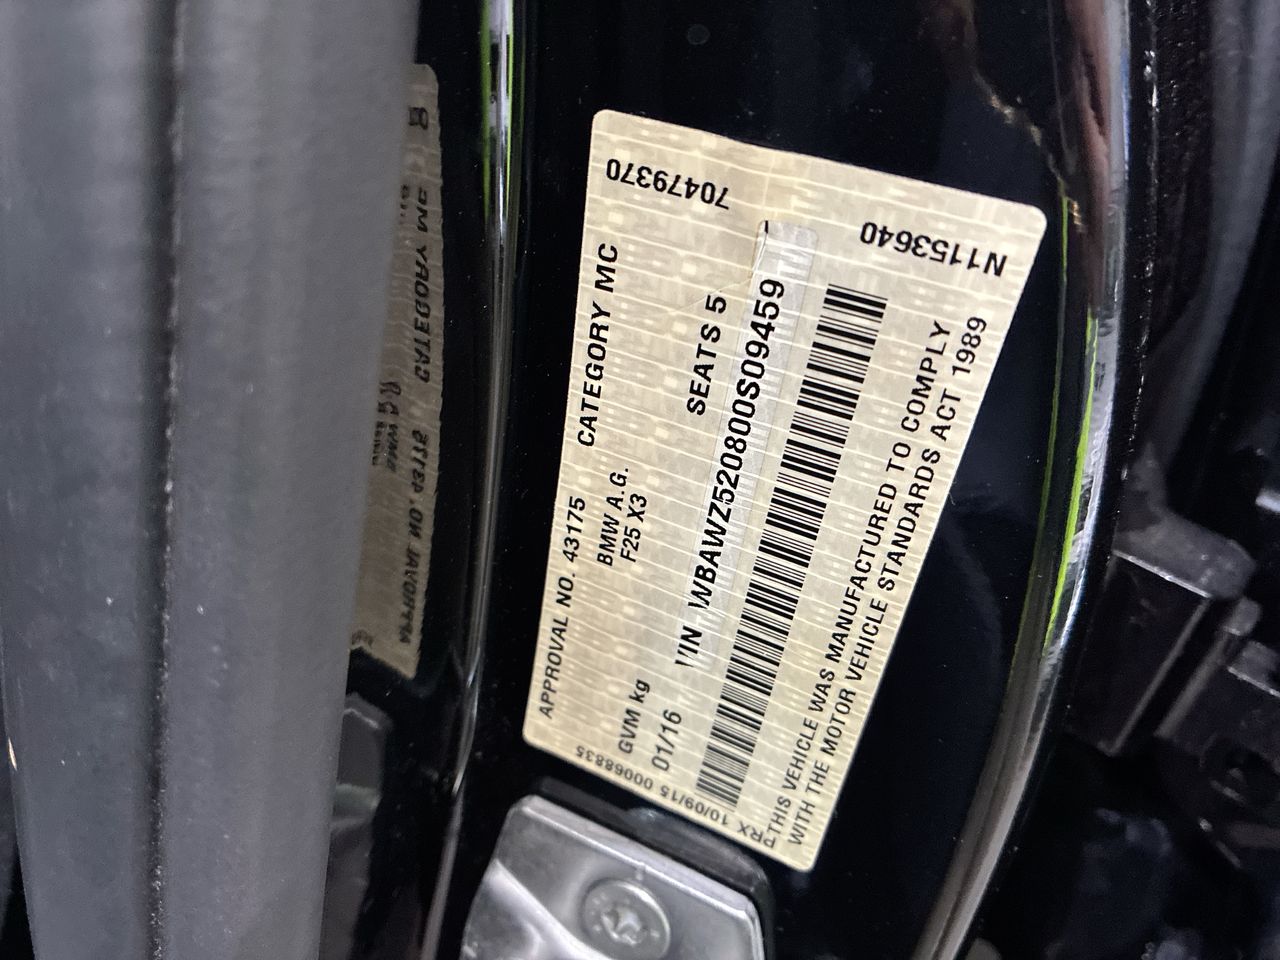 APPROVAL NO. 43175 CATEGORY MC
BMW A.G.
F25 X3
GVM kg
01/16 SEATS 5
VIN WBAWZ520800S09459
THIS VEHICLE WAS MANUFACTURED TO COMPLY
WITH THE MOTOR VEHICLE STANDARDS ACT 1989
70479370
N1153640
PRX 10/09/15 00068835